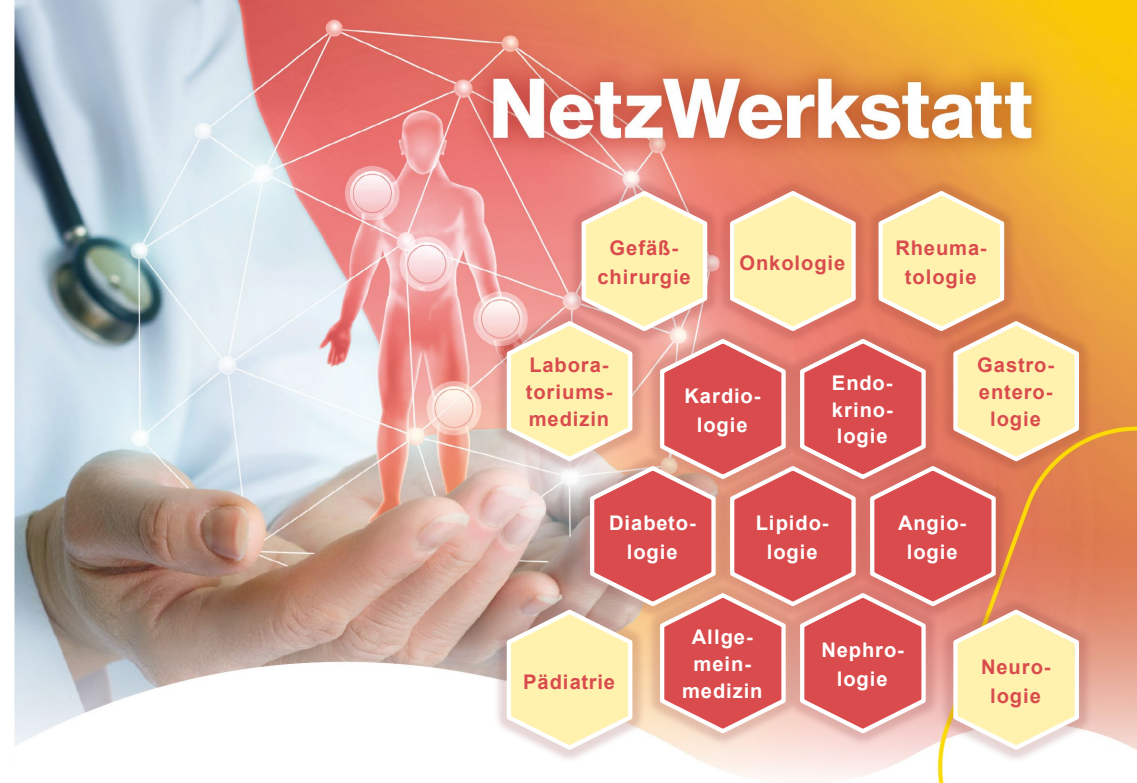 NetzWerkstatt
Gefäß-
chirurgie
Onkologie
Rheuma-
tologie
Labora-
toriums-
medizin
Kardio-
logie
Endo-
krino-
logie
Gastro-
entero-
logie
Diabeto-
logie
Lipido-
logie
Angio-
logie
Pädiatrie
Allge-
mein-
medizin
Nephro-
logie
Neuro-
logie